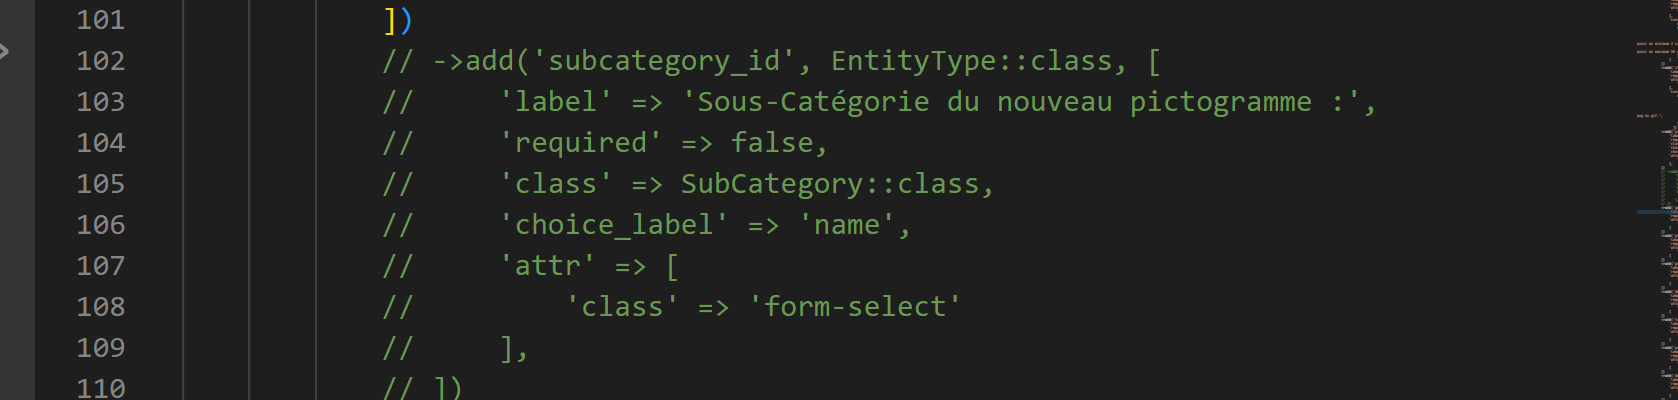 101 ])
102 // ->add('subcategory_id', EntityType::class, [
103 //     'label' => 'Sous-Catégorie du nouveau pictogramme :',
104 //     'required' => false,
105 //     'class' => SubCategory::class,
106 //     'choice_label' => 'name',
107 //     'attr' => [
108 //         'class' => 'form-select'
109 //     ],
110 // ])